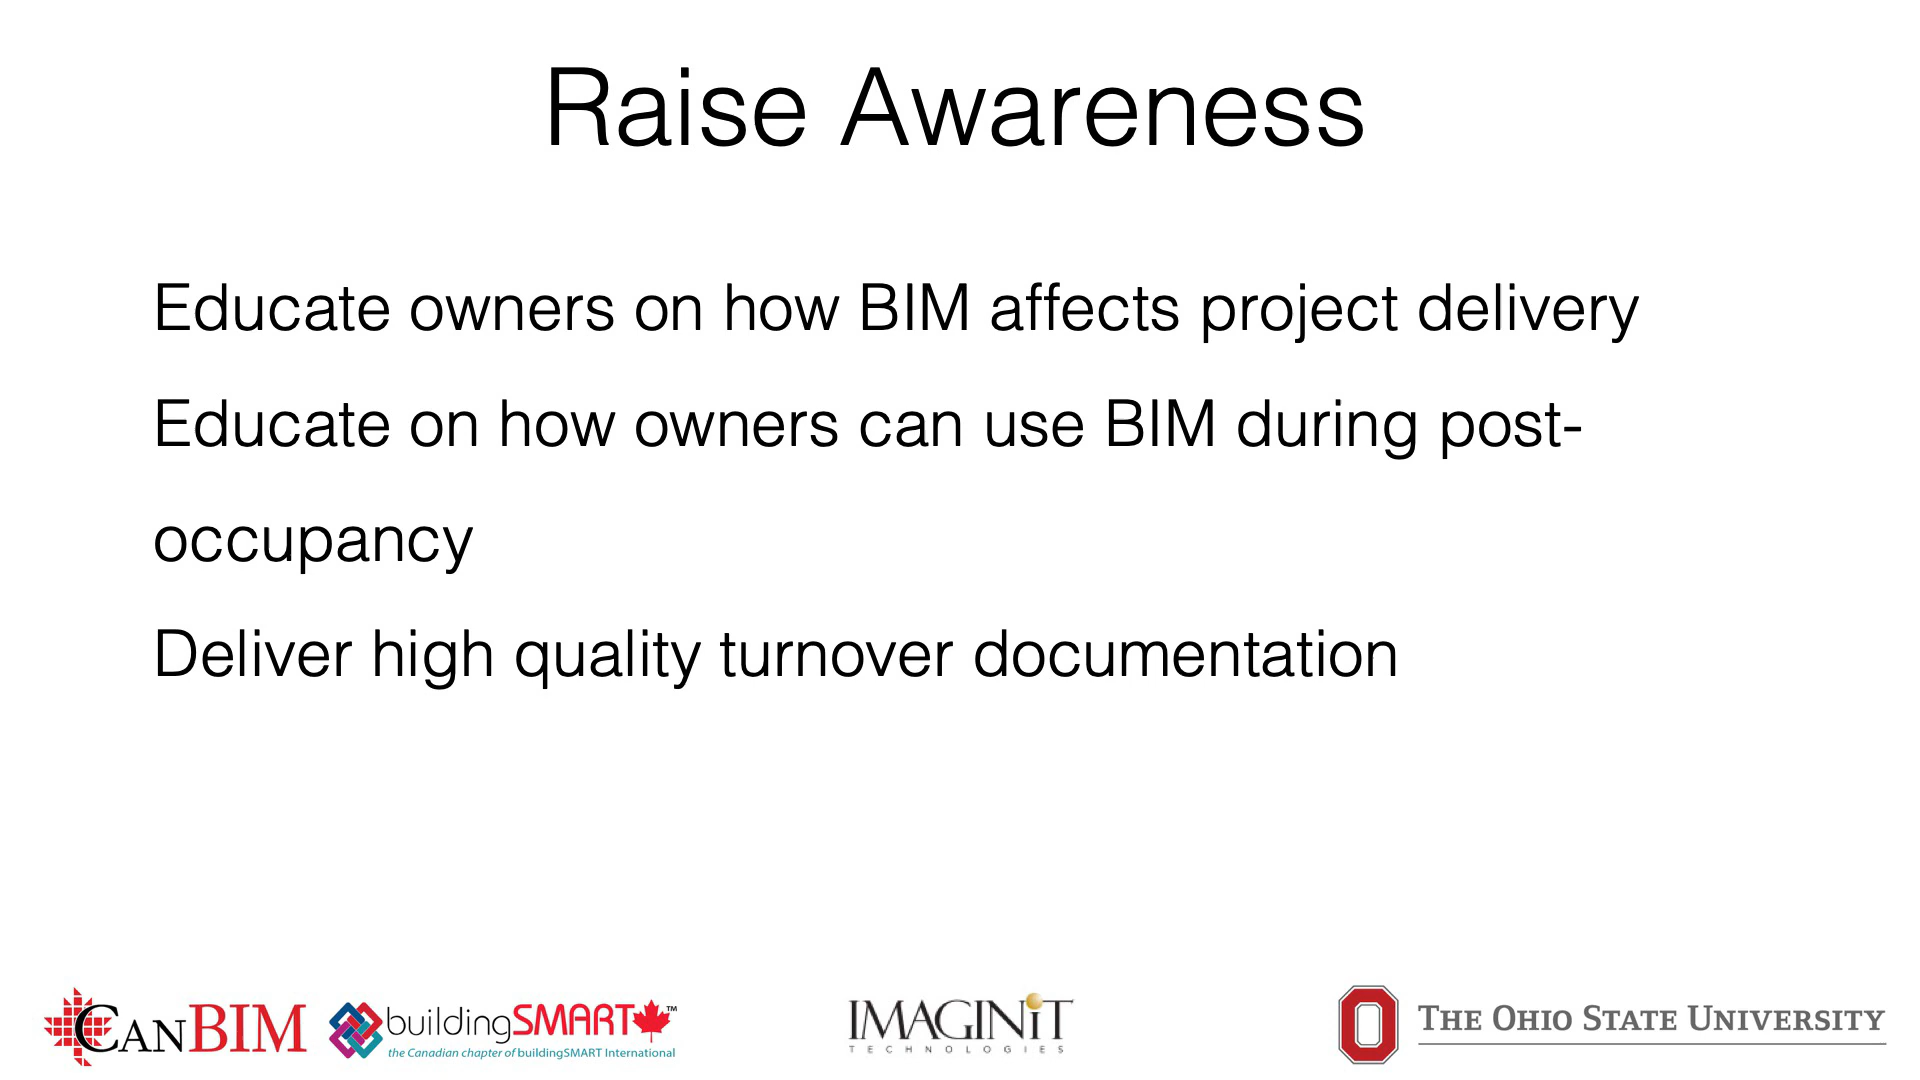 Raise Awareness
Educate owners on how BIM affects project delivery
Educate on how owners can use BIM during post-
occupancy
Deliver high quality turnover documentation
CANBIM
buildingSMART™
the Canadian chapter of buildingSMART International
IMAGINiT
TECHNOLOGIES
THE OHIO STATE UNIVERSITY